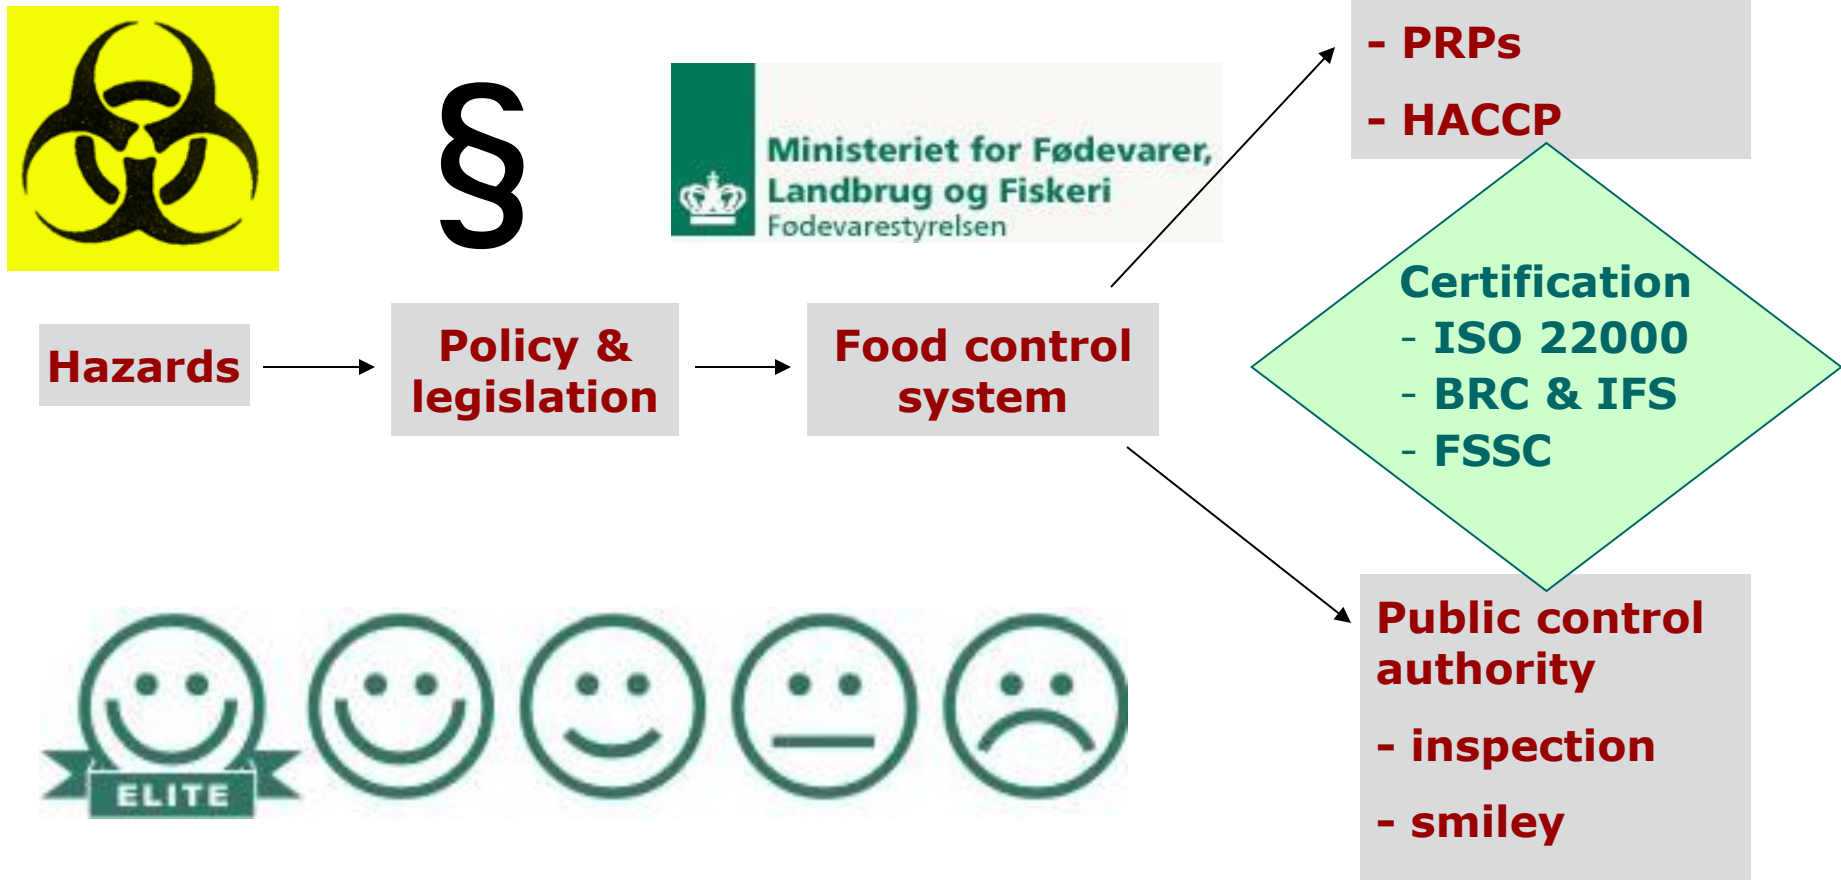 §
Ministeriet for Fødevarer,
Landbrug og Fiskeri
Fødevarestyrelsen
Hazards
Policy &
legislation
Food control
system
- PRPs
- HACCP
Certification
- ISO 22000
- BRC & IFS
- FSSC
Public control
authority
- inspection
- smiley
ELITE